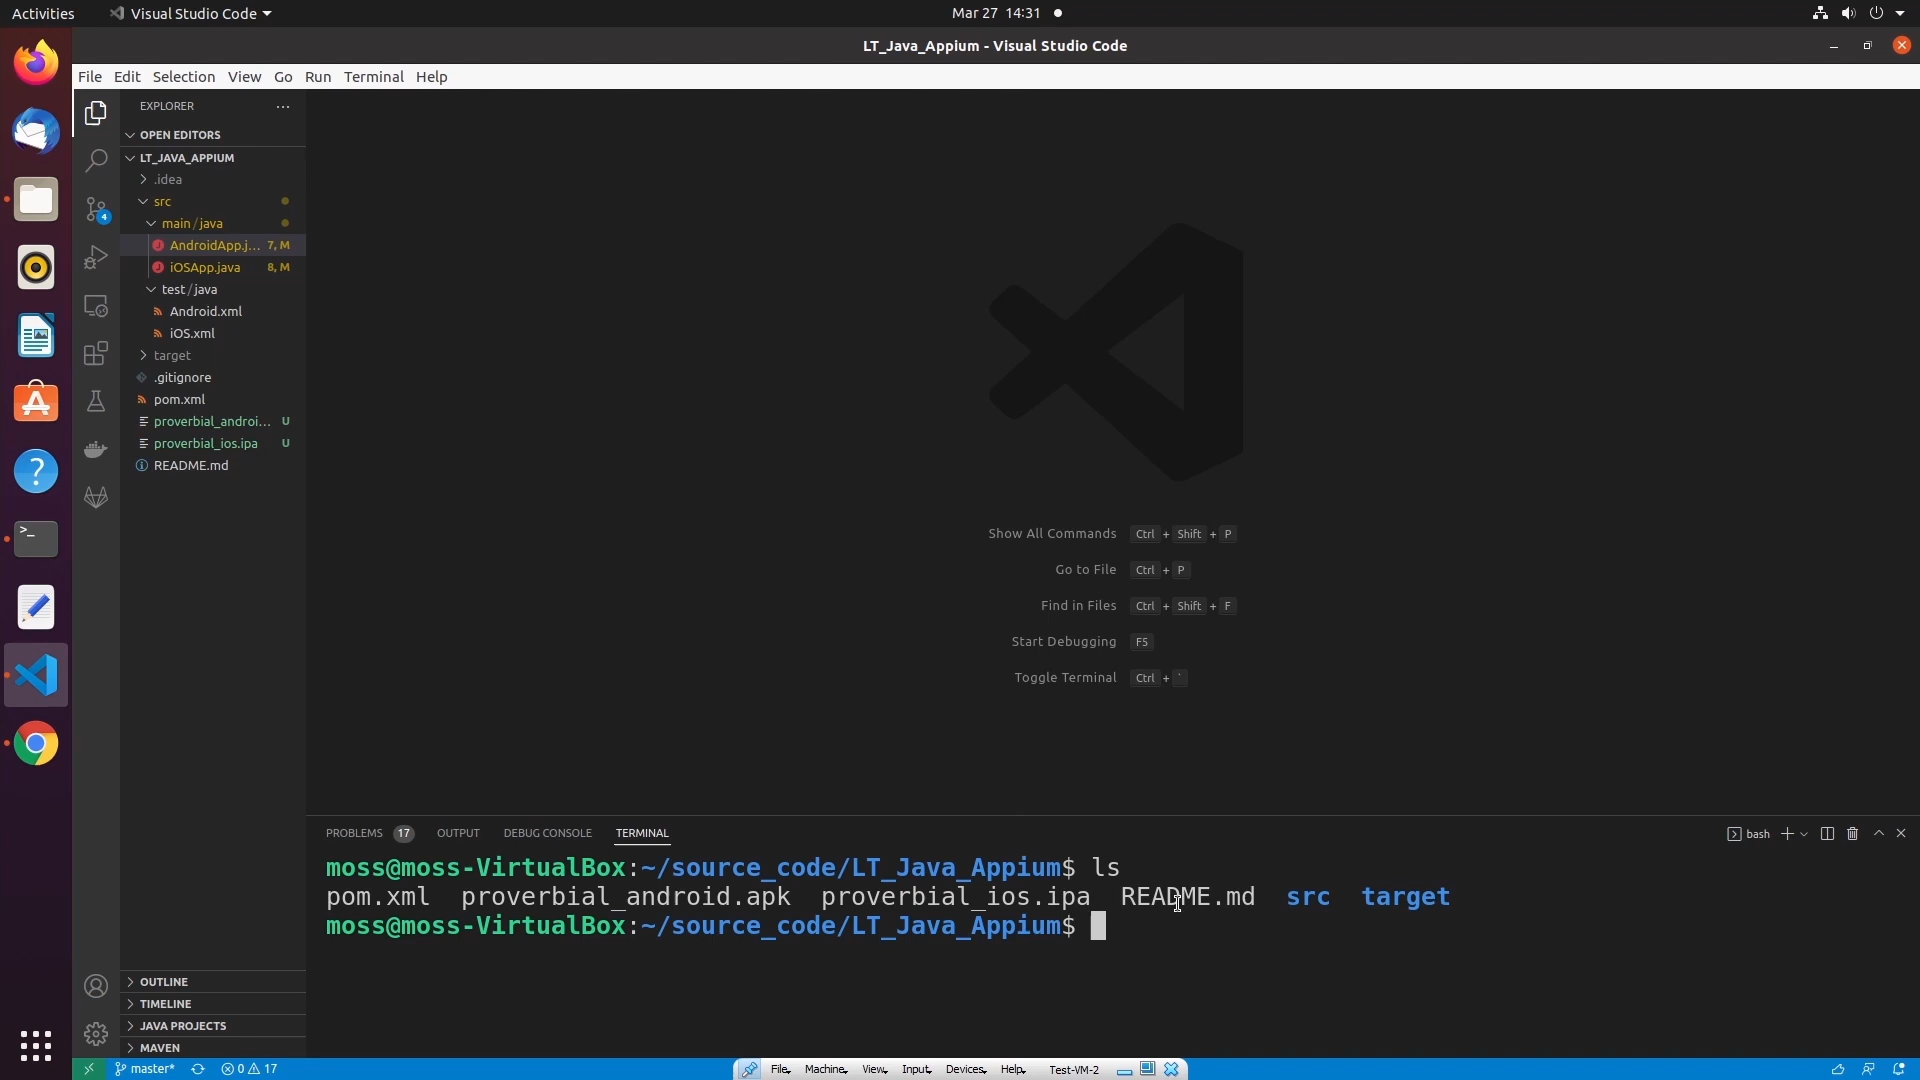 Activities
Visual Studio Code
Mar 27 14:31
LT_Java_Appium - Visual Studio Code
File Edit Selection View Go Run Terminal Help
EXPLORER
OPEN EDITORS
LT_JAVA_APPIUM
.idea
src
main / java
AndroidApp.j... 7, M
iOSApp.java 8, M
test / java
Android.xml
iOS.xml
target
.gitignore
pom.xml
proverbial_androi... U
proverbial_ios.ipa U
README.md
4
Show All Commands Ctrl + Shift + P
Go to File Ctrl + P
Find in Files Ctrl + Shift + F
Start Debugging F5
Toggle Terminal Ctrl + `
PROBLEMS 17 OUTPUT DEBUG CONSOLE TERMINAL
bash
moss@moss-VirtualBox:~/source_code/LT_Java_Appium$ ls
pom.xml proverbial_android.apk proverbial_ios.ipa README.md src target
moss@moss-VirtualBox:~/source_code/LT_Java_Appium$
OUTLINE
TIMELINE
JAVA PROJECTS
MAVEN
master* 0 17
File Machine View Input Devices Help Test-VM-2